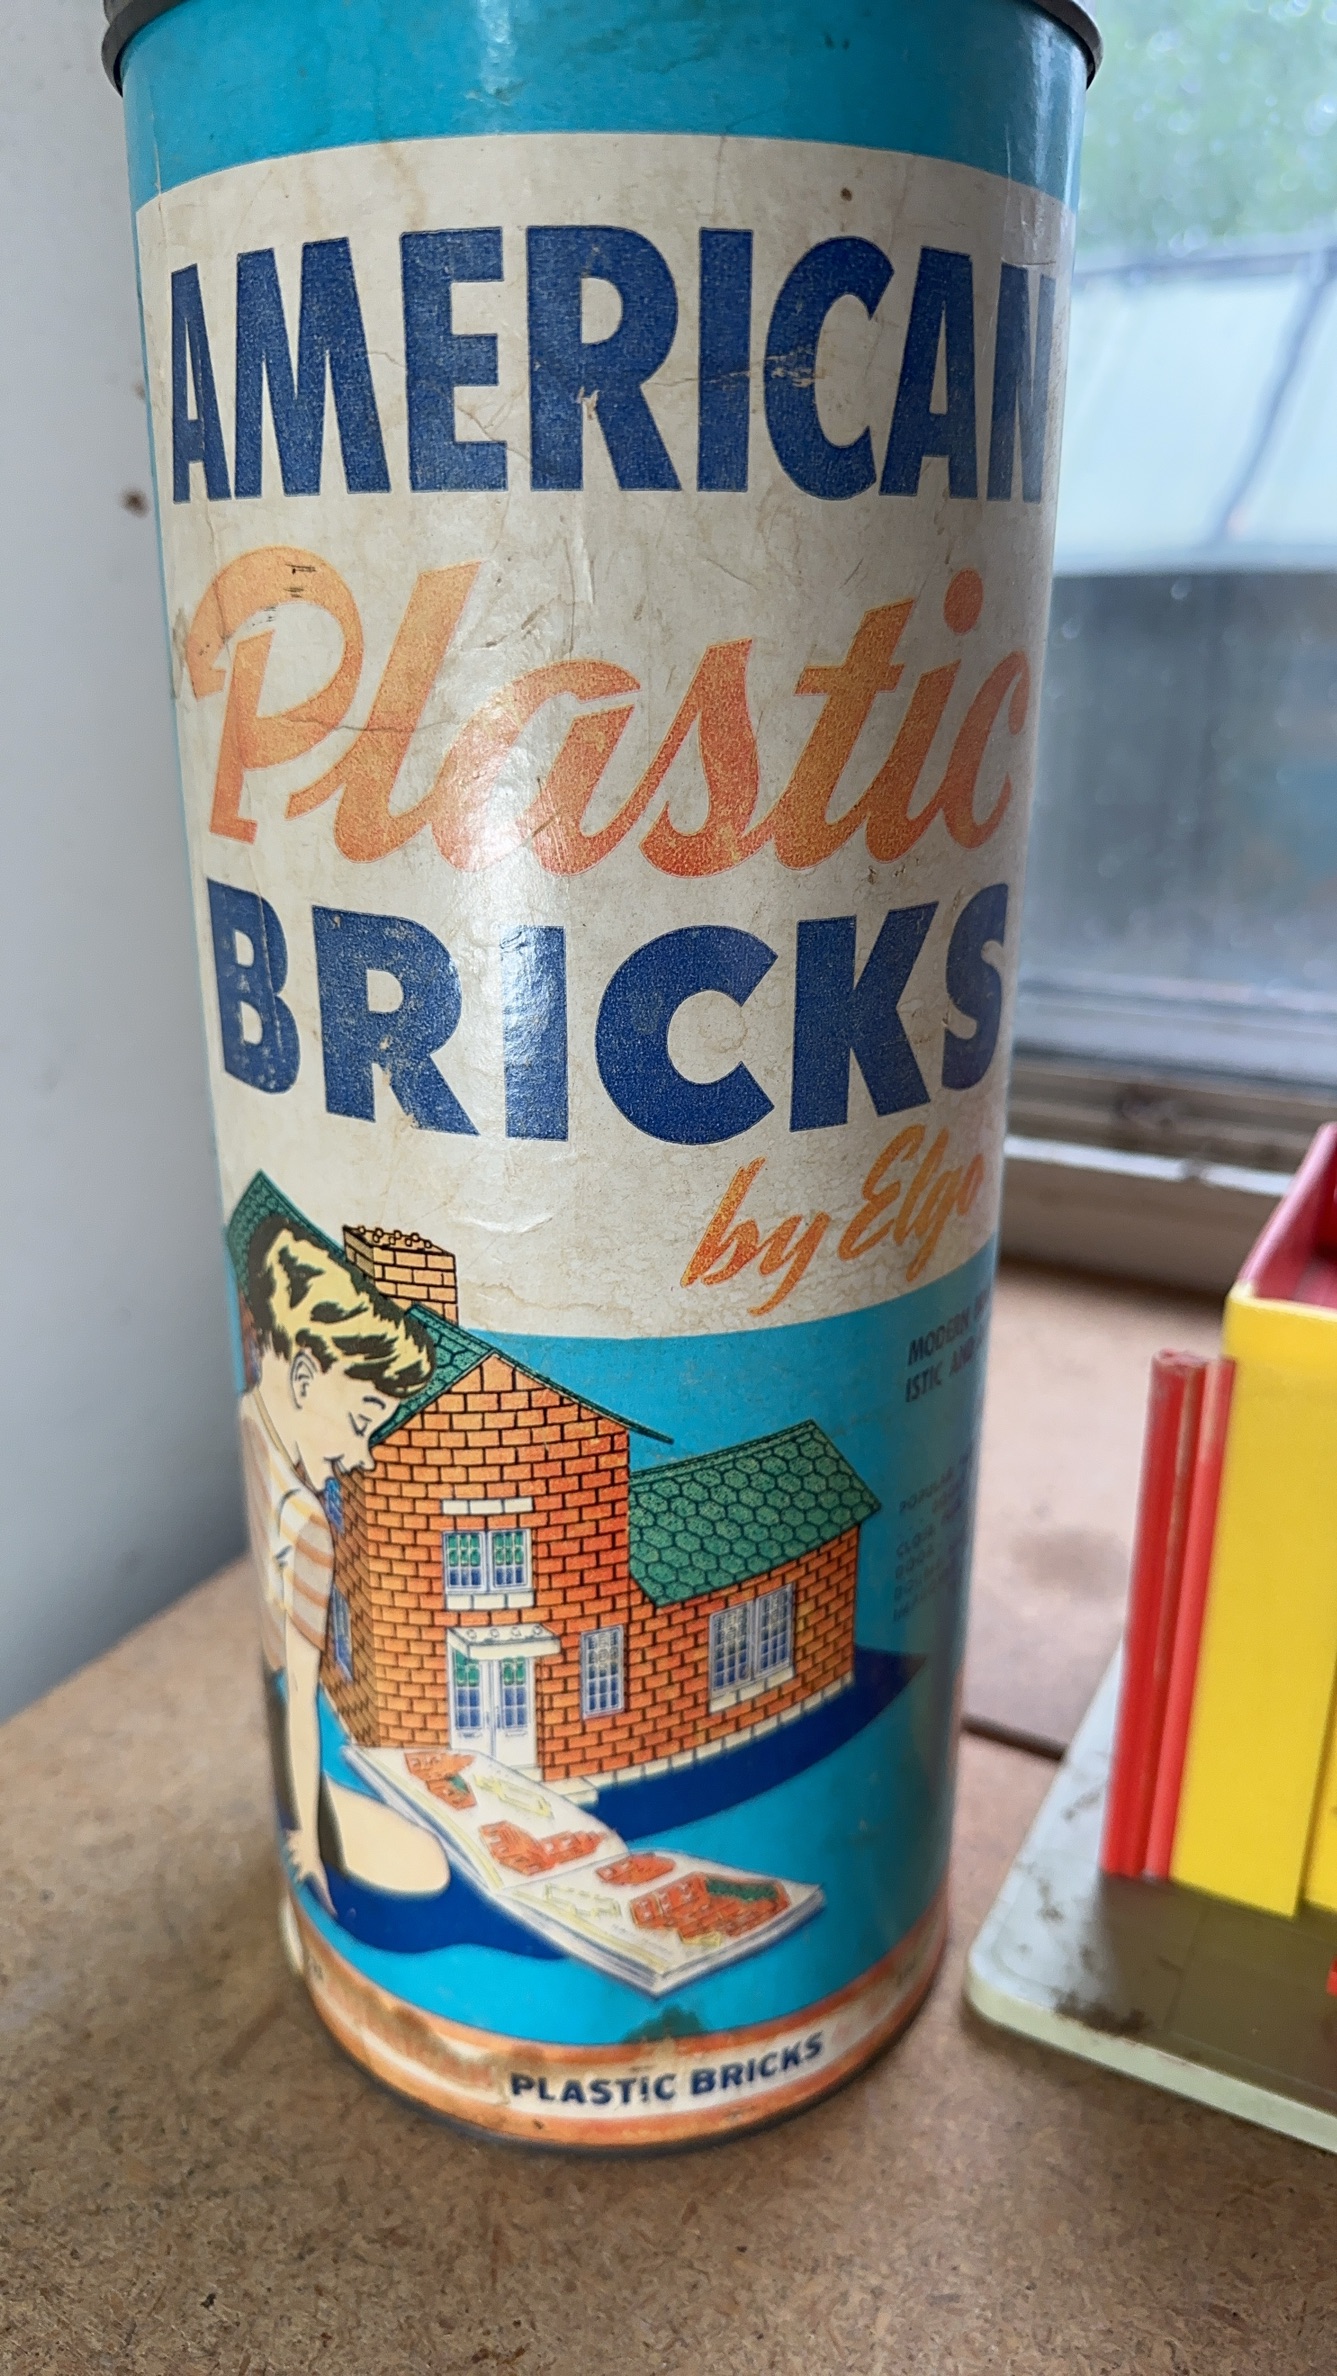 AMERICAN
Plastic
BRICKS
by Elgo
MODERN
ISTIC AND
PLASTIC BRICKS